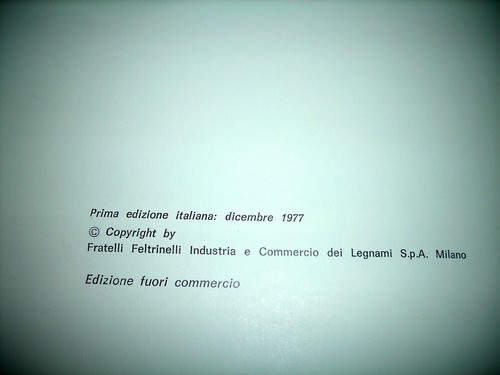 Prima edizione italiana: dicembre 1977
© Copyright by
Fratelli Feltrinelli Industria e Commercio dei Legnami S.p.A. Milano
Edizione fuori commercio